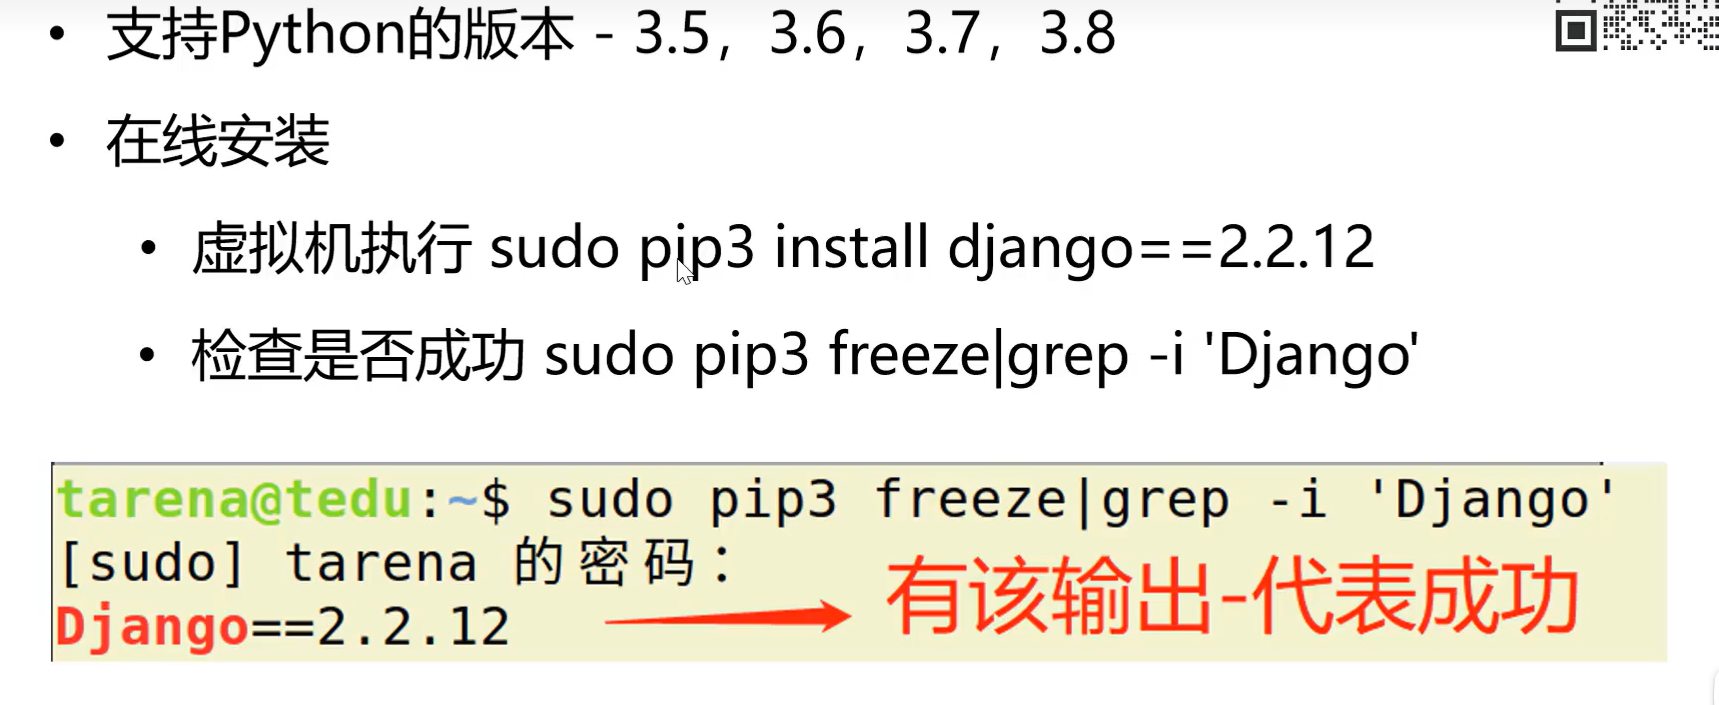 • 支持Python的版本 - 3.5，3.6，3.7，3.8
• 在线安装
• 虚拟机执行 sudo pip3 install django==2.2.12
• 检查是否成功 sudo pip3 freeze|grep -i 'Django'
tarena@tedu:~$ sudo pip3 freeze|grep -i 'Django'
[sudo] tarena 的密码：
有该输出-代表成功
Django==2.2.12